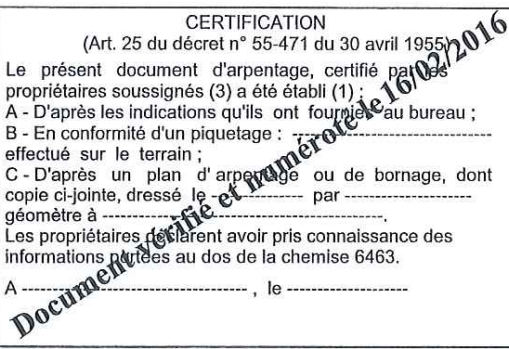 CERTIFICATION
(Art. 25 du décret n° 55-471 du 30 avril 1955)
Le présent document d'arpentage, certifié par les
propriétaires soussignés (3) a été établi (1) :
A - D'après les indications qu'ils ont fournies au bureau ;
B - En conformité d'un piquetage : ------------------------------
effectué sur le terrain ;
C - D'après un plan d' arpentage ou de bornage, dont
copie ci-jointe, dressé le -------------- par -------------------
géomètre à ------------------------------------------.
Les propriétaires déclarent avoir pris connaissance des
informations portées au dos de la chemise 6463.
A ---------------------------------- , le ------------------
Document vérifié et numéroté le 16/02/2016